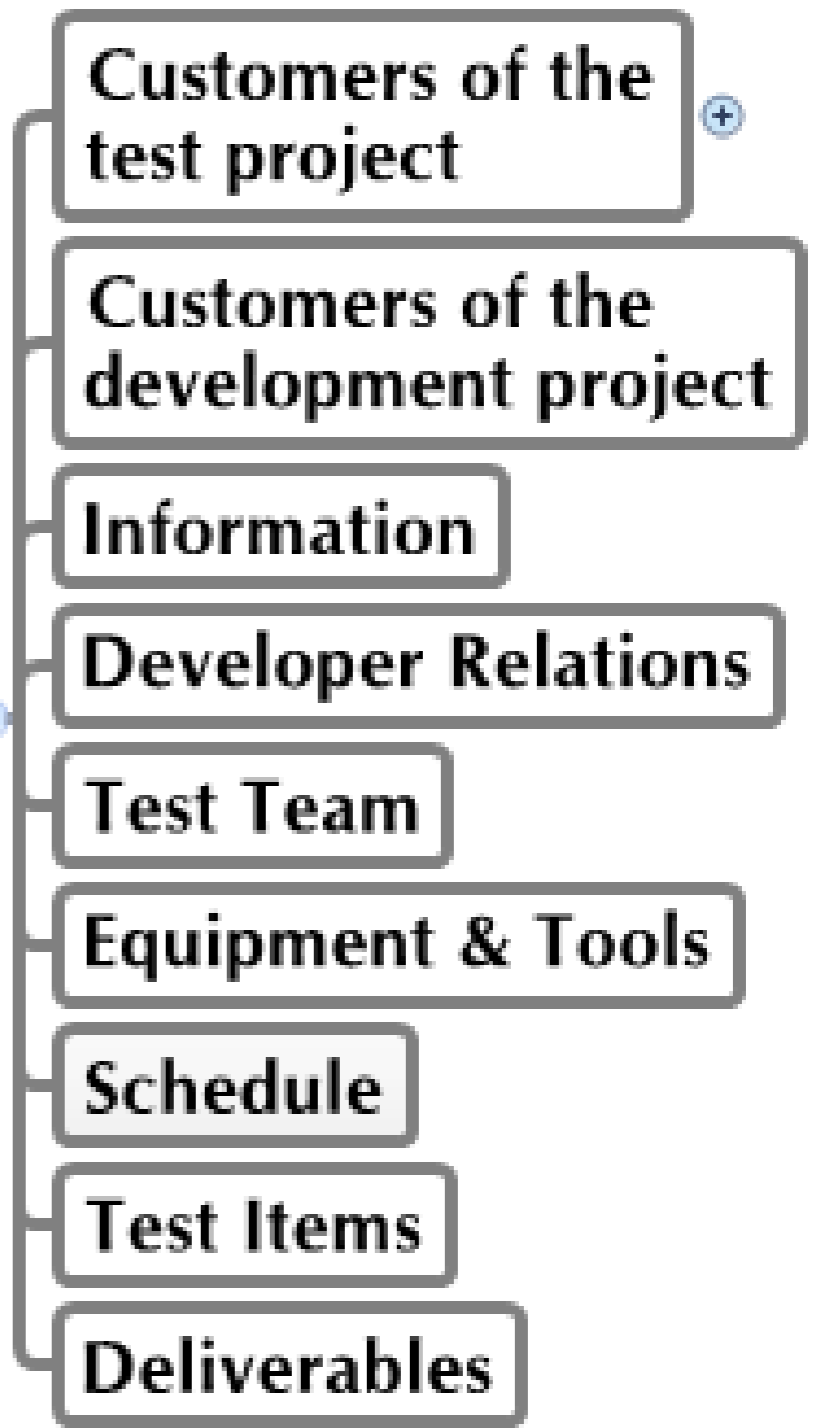 Customers of the
test project
Customers of the
development project
Information
Developer Relations
Test Team
Equipment & Tools
Schedule
Test Items
Deliverables